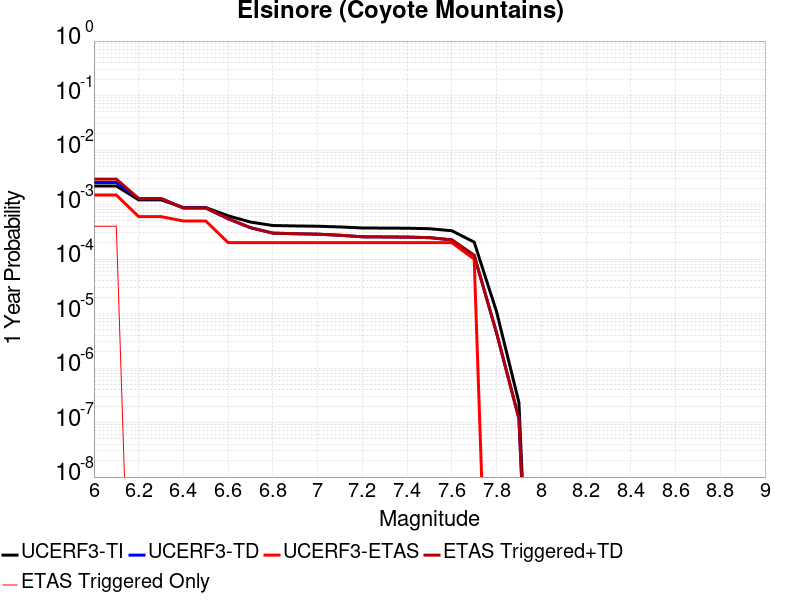 Elsinore (Coyote Mountains)
10^0
10^-1
10^-2
10^-3
10^-4
10^-5
10^-6
10^-7
10^-8
1 Year Probability
6 6.2 6.4 6.6 6.8 7 7.2 7.4 7.6 7.8 8 8.2 8.4 8.6 8.8 9
Magnitude
UCERF3-TI UCERF3-TD UCERF3-ETAS ETAS Triggered+TD
ETAS Triggered Only